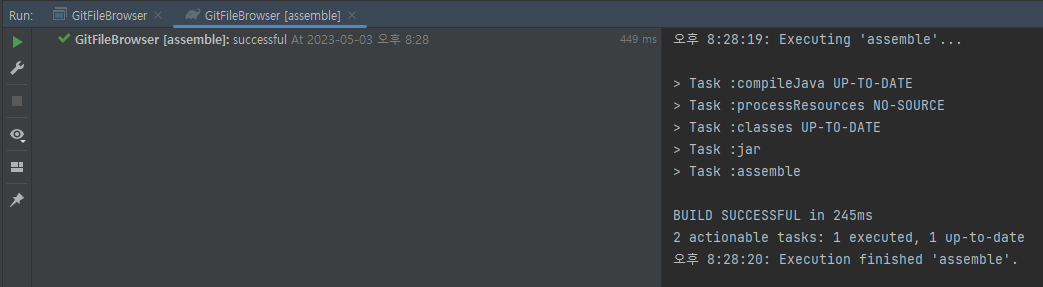 Run: GitFileBrowser GitFileBrowser [assemble]
GitFileBrowser [assemble]: successful At 2023-05-03 오후 8:28 449 ms
오후 8:28:19: Executing 'assemble'...
> Task :compileJava UP-TO-DATE
> Task :processResources NO-SOURCE
> Task :classes UP-TO-DATE
> Task :jar
> Task :assemble
BUILD SUCCESSFUL in 245ms
2 actionable tasks: 1 executed, 1 up-to-date
오후 8:28:20: Execution finished 'assemble'.